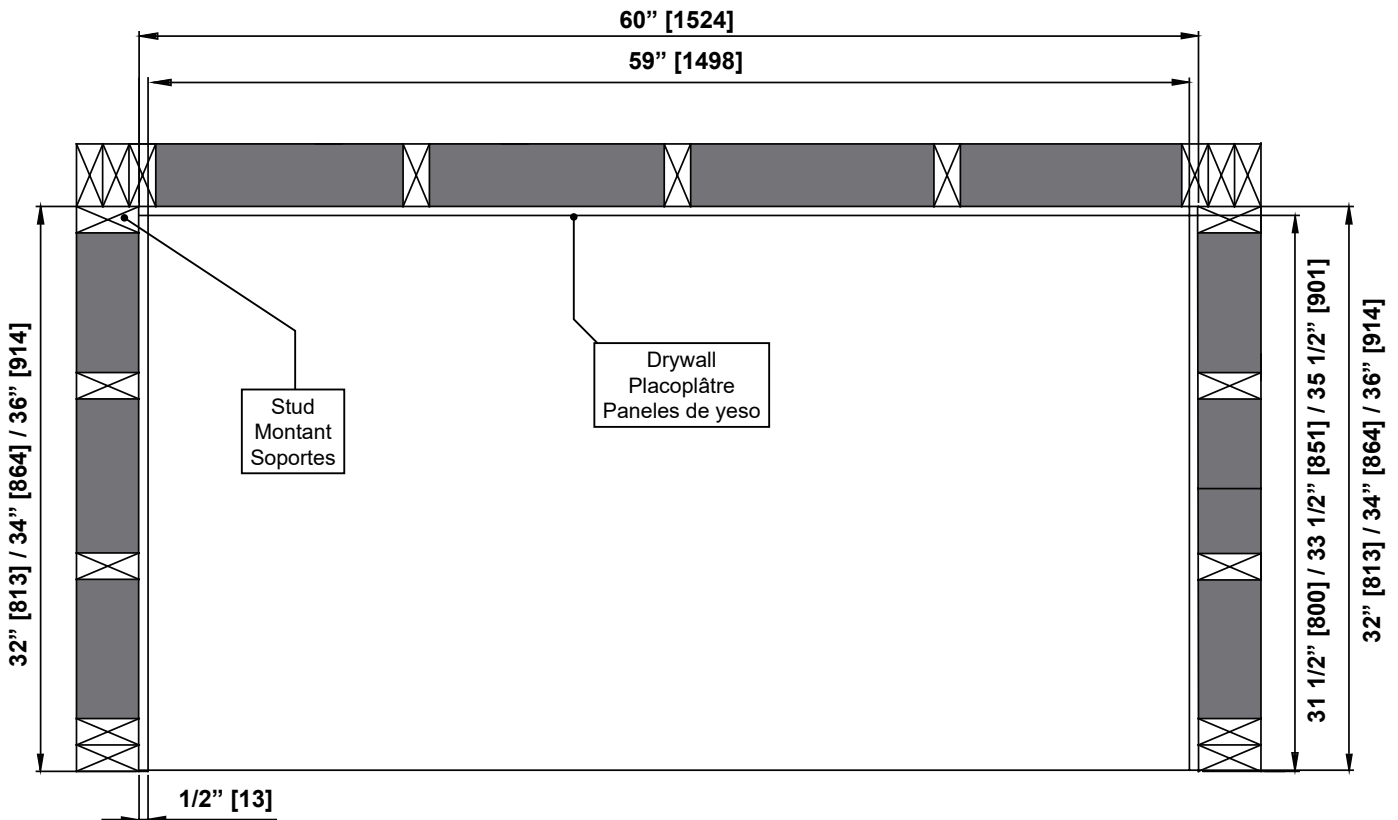 60” [1524]
59” [1498]
32” [813] / 34” [864] / 36” [914]
Stud
Montant
Soportes
Drywall
Placoplâtre
Paneles de yeso
31 1/2” [800] / 33 1/2” [851] / 35 1/2” [901]
32” [813] / 34” [864] / 36” [914]
1/2” [13]